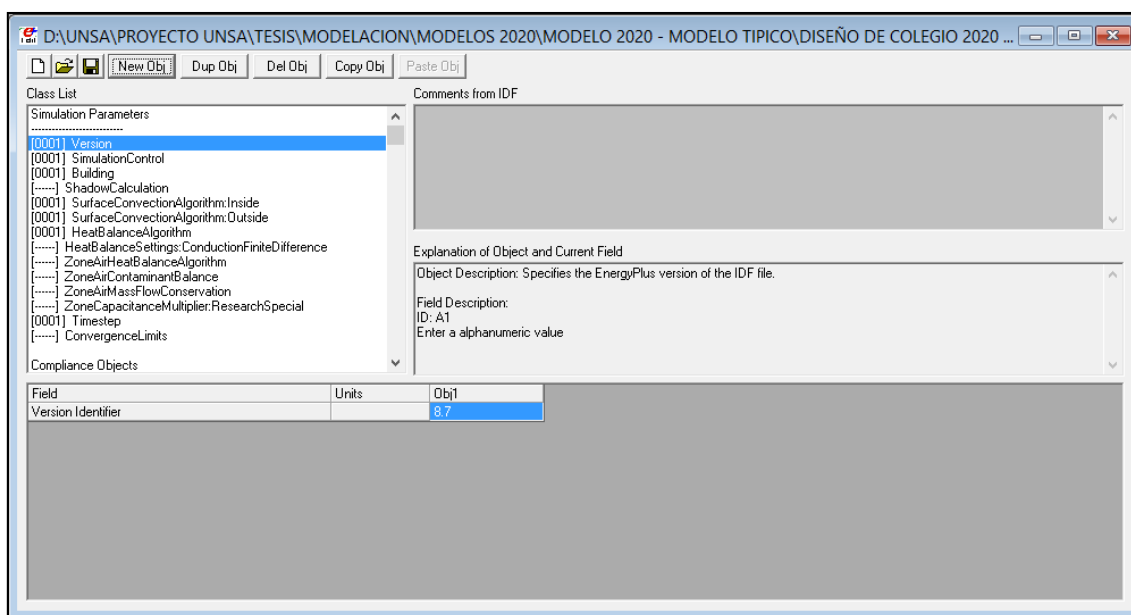 D:\UNSA\PROYECTO UNSA\TESIS\MODELACION\MODELOS 2020\MODELO 2020 - MODELO TIPICO\DISEÑO DE COLEGIO 2020 ...
New Obj Dup Obj Del Obj Copy Obj Paste Obj
Class List
Simulation Parameters
--------------------------
[0001] Version
[0001] SimulationControl
[0001] Building
[------] ShadowCalculation
[0001] SurfaceConvectionAlgorithm:Inside
[0001] SurfaceConvectionAlgorithm:Outside
[0001] HeatBalanceAlgorithm
[------] HeatBalanceSettings:ConductionFiniteDifference
[------] ZoneAirHeatBalanceAlgorithm
[------] ZoneAirContaminantBalance
[------] ZoneAirMassFlowConservation
[------] ZoneCapacitanceMultiplier:ResearchSpecial
[0001] Timestep
[------] ConvergenceLimits
Compliance Objects
Comments from IDF
Explanation of Object and Current Field
Object Description: Specifies the EnergyPlus version of the IDF file.
Field Description:
ID: A1
Enter a alphanumeric value
Field Units Obj1
Version Identifier 8.7